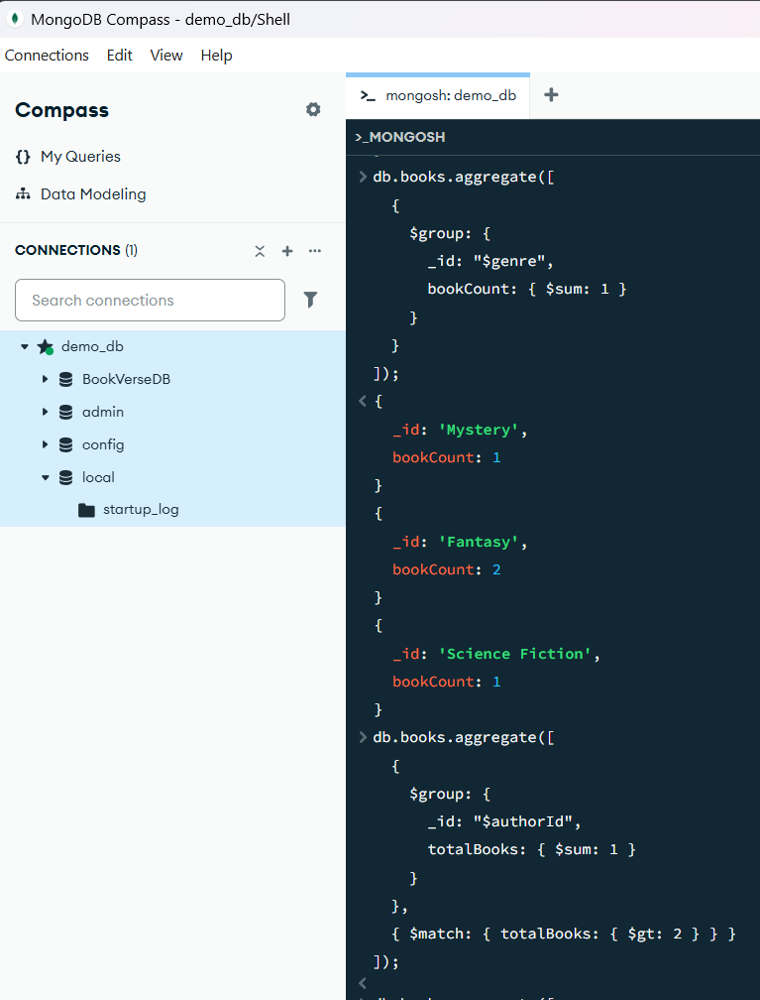 MongoDB Compass - demo_db/Shell
Connections Edit View Help
Compass
{} My Queries
Data Modeling
CONNECTIONS (1)
Search connections
demo_db
BookVerseDB
admin
config
local
startup_log
>_ mongosh: demo_db +
>_MONGOSH
> db.books.aggregate([
{
$group: {
_id: "$genre",
bookCount: { $sum: 1 }
}
}
]);
< {
_id: 'Mystery',
bookCount: 1
}
{
_id: 'Fantasy',
bookCount: 2
}
{
_id: 'Science Fiction',
bookCount: 1
}
> db.books.aggregate([
{
$group: {
_id: "$authorId",
totalBooks: { $sum: 1 }
}
},
{ $match: { totalBooks: { $gt: 2 } } }
]);
<